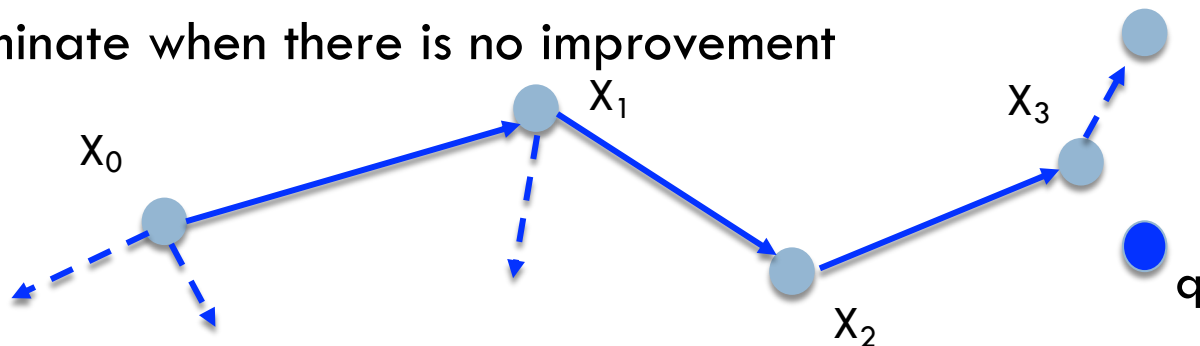 minate when there is no improvement
X₁
X₃
X₀
q
X₂